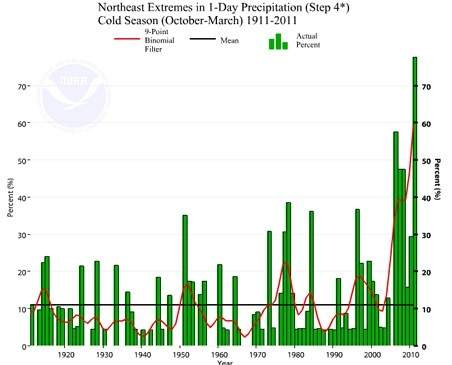 Northeast Extremes in 1-Day Precipitation (Step 4*)
Cold Season (October-March) 1911-2011
9-Point
Binomial
Filter
Mean
Actual
Percent
NOAA
70
60
50
40
30
20
10
0
Percent (%)
70
60
50
40
30
20
10
0
Percent (%)
1920 1930 1940 1950 1960 1970 1980 1990 2000 2010
Year